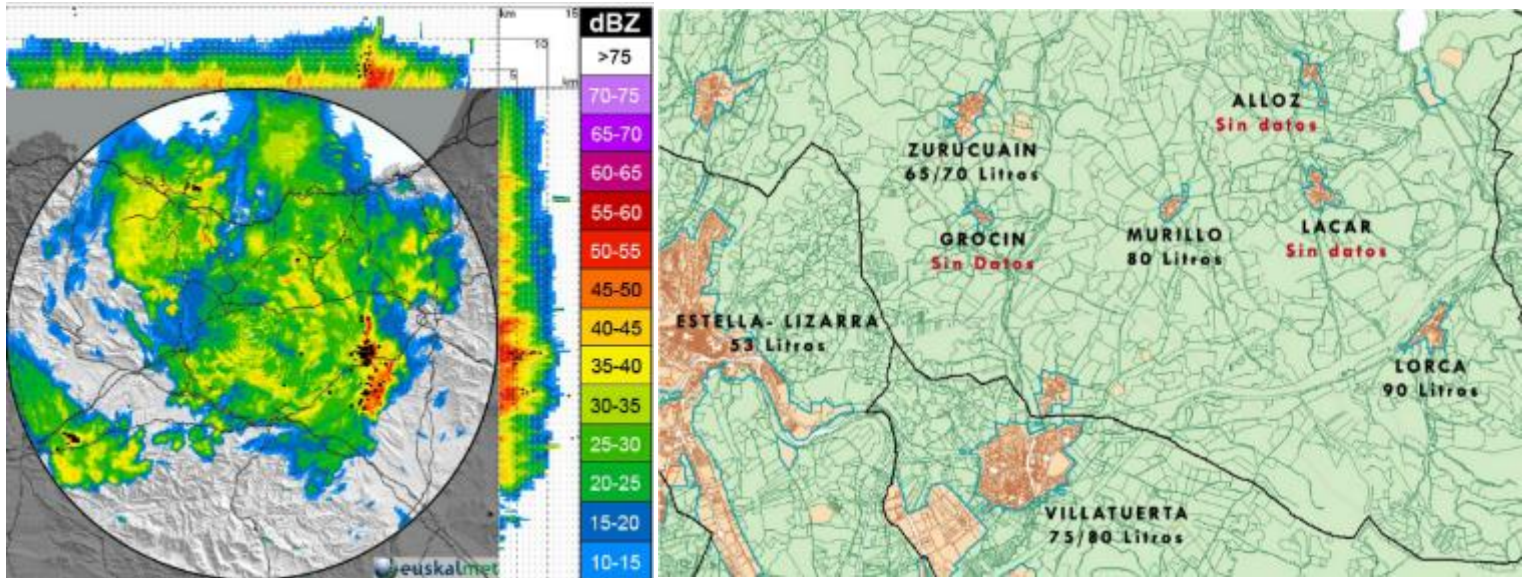 km
15
10
5
km
dBZ
>75
70-75
65-70
60-65
55-60
50-55
45-50
40-45
35-40
30-35
25-30
20-25
15-20
10-15
euskalmet
ALLOZ
Sin datos
ZURUCUAIN
65/70 Litros
GROCIN
Sin Datos
MURILLO
80 Litros
LACAR
Sin datos
ESTELLA- LIZARRA
53 Litros
LORCA
90 Litros
VILLATUERTA
75/80 Litros